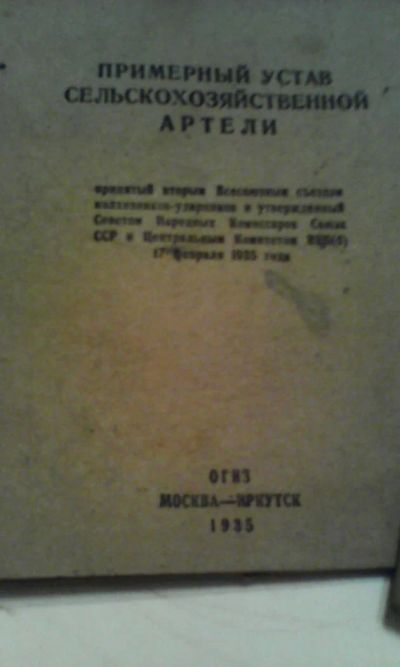 ПРИМЕРНЫЙ УСТАВ
СЕЛЬСКОХОЗЯЙСТВЕННОЙ
АРТЕЛИ
принятый вторым Всесоюзным съездом
колхозников-ударников и утвержденный
Советом Народных Комиссаров Союза
ССР и Центральным Комитетом ВКП(б)
17 февраля 1935 года
ОГИЗ
МОСКВА—ИРКУТСК
1935